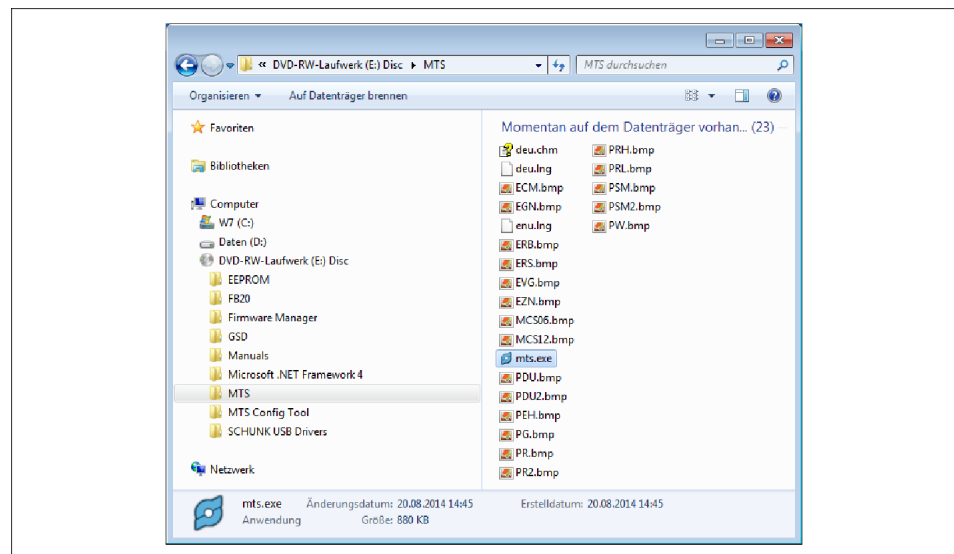 « DVD-RW-Laufwerk (E:) Disc ▸ MTS
MTS durchsuchen
Organisieren
Auf Datenträger brennen
Favoriten
Bibliotheken
Computer
W7 (C:)
Daten (D:)
DVD-RW-Laufwerk (E:) Disc
EEPROM
FB20
Firmware Manager
GSD
Manuals
Microsoft .NET Framework 4
MTS
MTS Config Tool
SCHUNK USB Drivers
Netzwerk
Momentan auf dem Datenträger vorhan... (23)
deu.chm
deu.lng
ECM.bmp
EGN.bmp
enu.lng
ERB.bmp
ERS.bmp
EVG.bmp
EZN.bmp
MCS06.bmp
MCS12.bmp
mts.exe
PDU.bmp
PDU2.bmp
PEH.bmp
PG.bmp
PR.bmp
PR2.bmp
PRH.bmp
PRL.bmp
PSM.bmp
PSM2.bmp
PW.bmp
mts.exe Änderungsdatum: 20.08.2014 14:45 Erstelldatum: 20.08.2014 14:45
Anwendung Größe: 880 KB